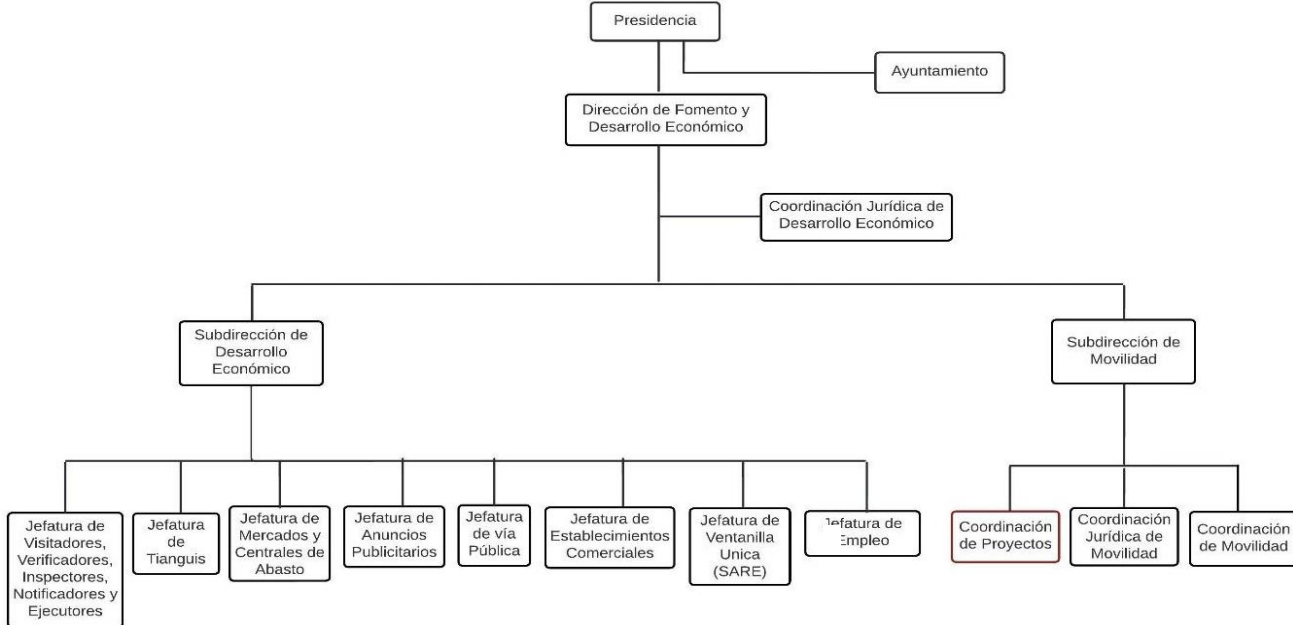 Presidencia
Ayuntamiento
Dirección de Fomento y
Desarrollo Económico
Coordinación Jurídica de
Desarrollo Económico
Subdirección de
Desarrollo
Económico
Subdirección de
Movilidad
Jefatura de
Visitadores,
Verificadores,
Inspectores,
Notificadores y
Ejecutores
Jefatura
de
Tianguis
Jefatura de
Mercados y
Centrales de
Abasto
Jefatura de
Anuncios
Publicitarios
Jefatura
de vía
Pública
Jefatura de
Establecimientos
Comerciales
Jefatura de
Ventanilla
Unica
(SARE)
Jefatura de
Empleo
Coordinación
de Proyectos
Coordinación
Jurídica de
Movilidad
Coordinación
de Movilidad